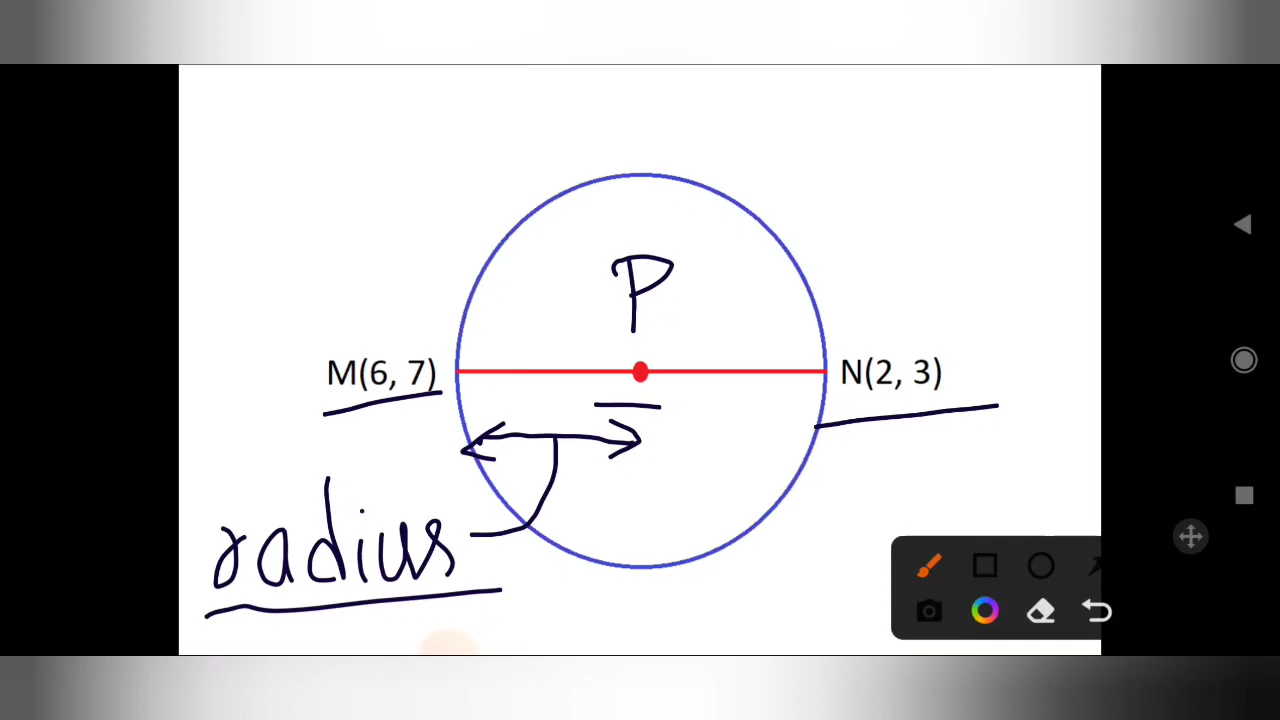 P
M(6, 7)
N(2, 3)
radius